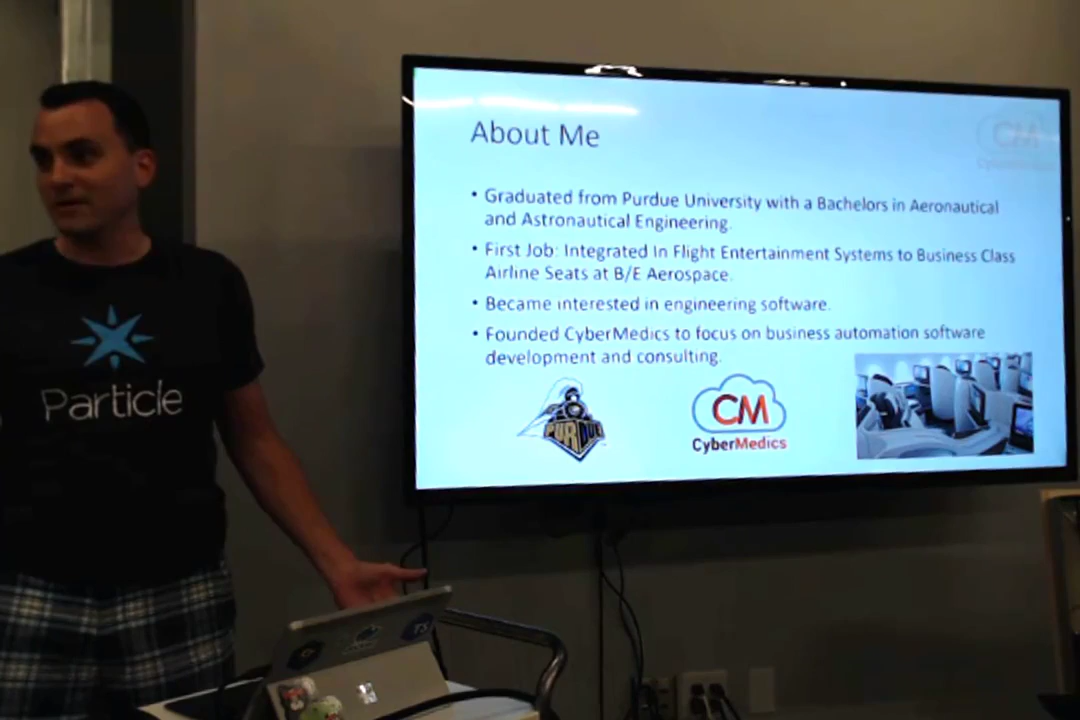 About Me
CM
• Graduated from Purdue University with a Bachelors in Aeronautical
and Astronautical Engineering.
• First Job: Integrated In Flight Entertainment Systems to Business Class
Airline Seats at B/E Aerospace.
• Became interested in engineering software.
• Founded CyberMedics to focus on business automation software
development and consulting.
PURDUE
CM
CyberMedics
Particle
TS